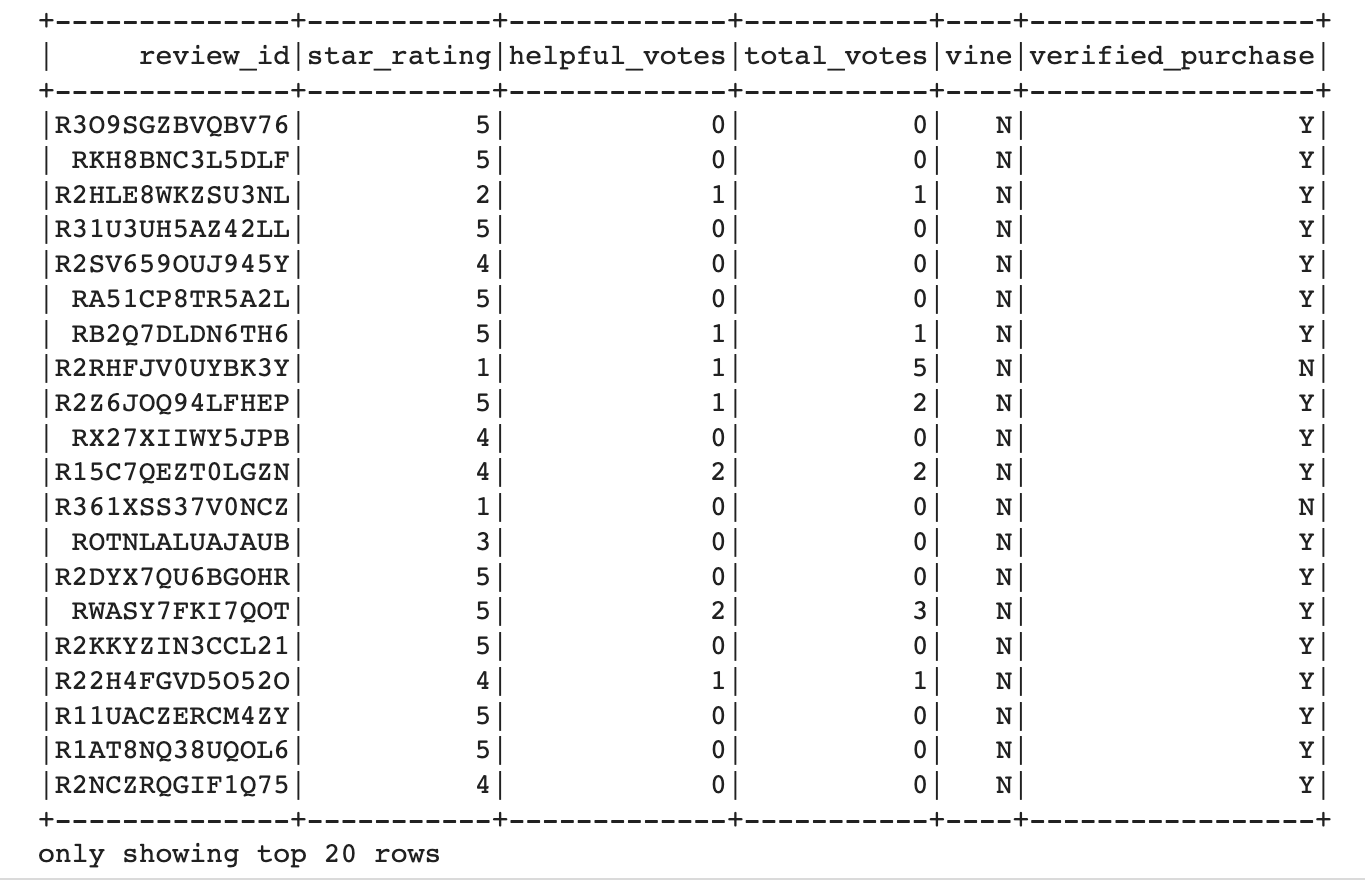 +--------------+-----------+-------------+-----------+----+-----------------+
|     review_id|star_rating|helpful_votes|total_votes|vine|verified_purchase|
+--------------+-----------+-------------+-----------+----+-----------------+
|R3O9SGZBVQBV76|          5|            0|          0|   N|                Y|
| RKH8BNC3L5DLF|          5|            0|          0|   N|                Y|
|R2HLE8WKZSU3NL|          2|            1|          1|   N|                Y|
|R31U3UH5AZ42LL|          5|            0|          0|   N|                Y|
|R2SV659OUJ945Y|          4|            0|          0|   N|                Y|
| RA51CP8TR5A2L|          5|            0|          0|   N|                Y|
| RB2Q7DLDN6TH6|          5|            1|          1|   N|                Y|
|R2RHFJV0UYBK3Y|          1|            1|          5|   N|                N|
|R2Z6JOQ94LFHEP|          5|            1|          2|   N|                Y|
| RX27XIIWY5JPB|          4|            0|          0|   N|                Y|
|R15C7QEZT0LGZN|          4|            2|          2|   N|                Y|
|R361XSS37V0NCZ|          1|            0|          0|   N|                N|
| ROTNLALUAJAUB|          3|            0|          0|   N|                Y|
|R2DYX7QU6BGOHR|          5|            0|          0|   N|                Y|
| RWASY7FKI7QOT|          5|            2|          3|   N|                Y|
|R2KKYZIN3CCL21|          5|            0|          0|   N|                Y|
|R22H4FGVD5O52O|          4|            1|          1|   N|                Y|
|R11UACZERCM4ZY|          5|            0|          0|   N|                Y|
|R1AT8NQ38UQOL6|          5|            0|          0|   N|                Y|
|R2NCZRQGIF1Q75|          4|            0|          0|   N|                Y|
+--------------+-----------+-------------+-----------+----+-----------------+
only showing top 20 rows